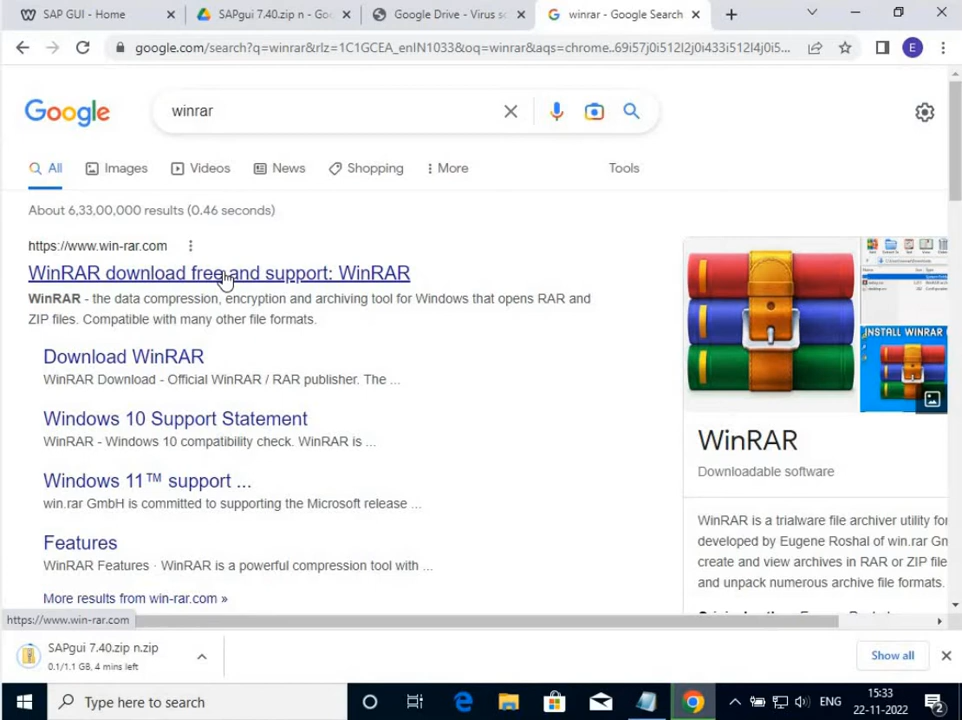 SAP GUI - Home
SAPgui 7.40.zip n - Goo
Google Drive - Virus sc
winrar - Google Search
google.com/search?q=winrar&rlz=1C1GCEA_enIN1033&oq=winrar&aqs=chrome..69i57j0i512l2j0i433i512l4j0i5...
E
Google
winrar
All
Images
Videos
News
Shopping
More
Tools
About 6,33,00,000 results (0.46 seconds)
https://www.win-rar.com
WinRAR download free and support: WinRAR
WinRAR - the data compression, encryption and archiving tool for Windows that opens RAR and
ZIP files. Compatible with many other file formats.
Download WinRAR
WinRAR Download - Official WinRAR / RAR publisher. The ...
Windows 10 Support Statement
WinRAR - Windows 10 compatibility check. WinRAR is ...
Windows 11™ support ...
win.rar GmbH is committed to supporting the Microsoft release ...
Features
WinRAR Features · WinRAR is a powerful compression tool with ...
More results from win-rar.com »
INSTALL WINRAR
WinRAR
Downloadable software
WinRAR is a trialware file archiver utility for
developed by Eugene Roshal of win.rar Gm
create and view archives in RAR or ZIP file
and unpack numerous archive file formats.
https://www.win-rar.com
SAPgui 7.40.zip n.zip
0.1/1.1 GB, 4 mins left
Show all
Type here to search
ENG
15:33
22-11-2022
2